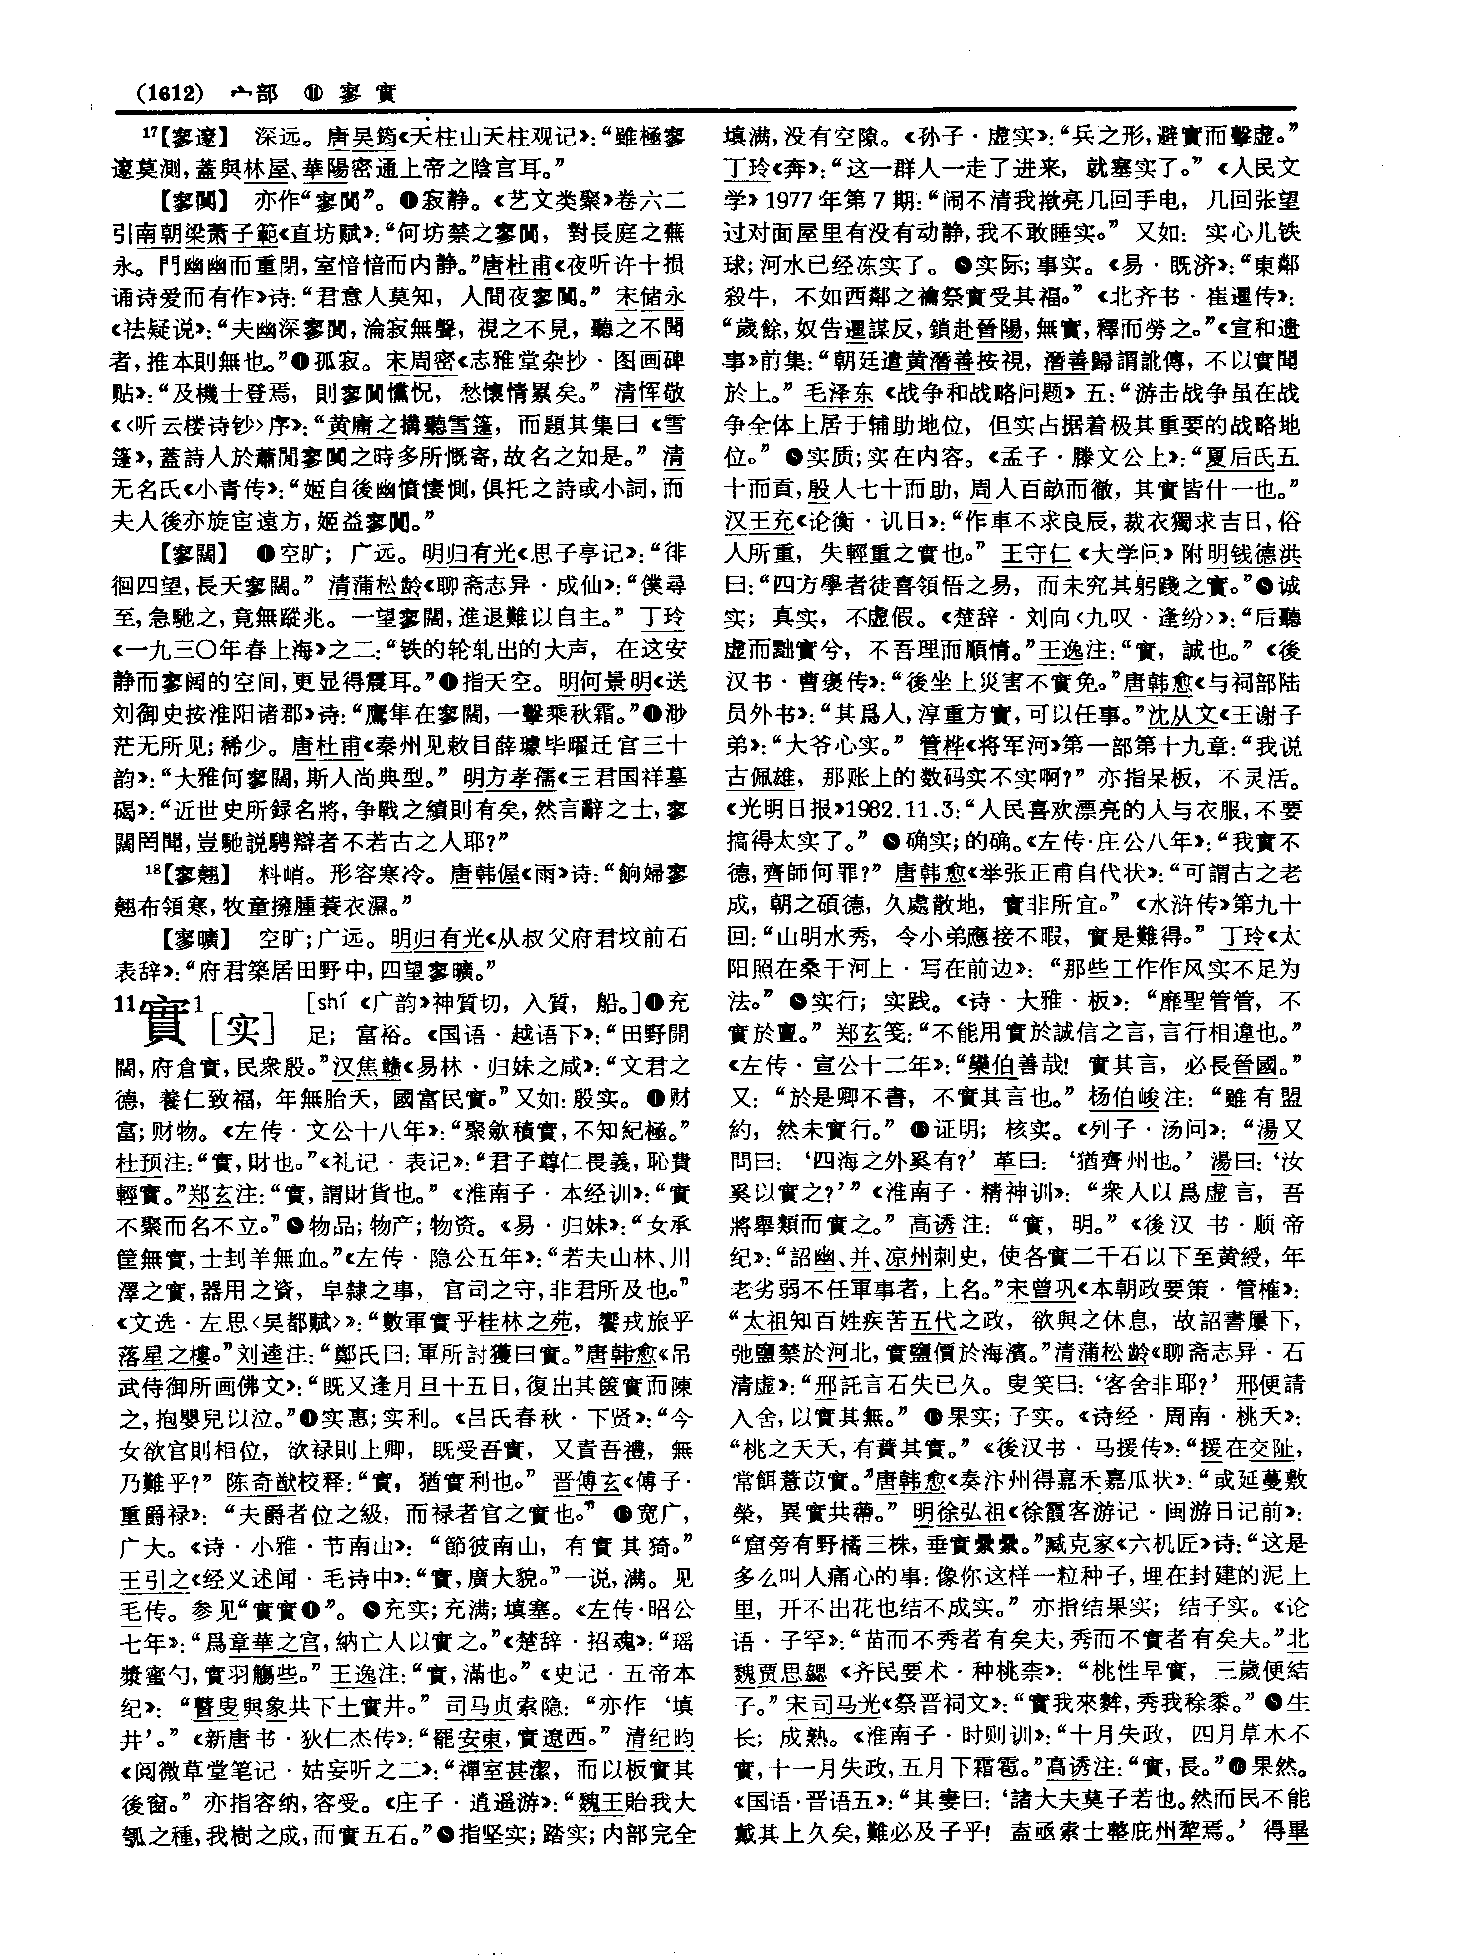 (1612) 宀部 ⑪ 寥 實
¹⁷【寥邃】 深远。唐吴筠《天柱山天柱观记》：“雖極寥
邃莫測，蓋與林屋、華陽密通上帝之陰宫耳。”
【寥闃】 亦作“寥䦗”。❶寂静。《艺文类聚》卷六二
引南朝梁萧子範《直坊赋》：“何坊禁之寥闃，對長庭之蕪
永。門幽幽而重閉，室愔愔而内静。”唐杜甫《夜听许十损
诵诗爱而有作》诗：“君意人莫知，人間夜寥闃。” 宋储永
《祛疑说》：“夫幽深寥闃，淪寂無聲，視之不見，聽之不聞
者，推本則無也。”❷孤寂。宋周密《志雅堂杂抄·图画碑
贴》：“及機士登焉，則寥闃儻怳，愁懷情累矣。” 清恽敬
《〈听云楼诗钞〉序》：“黄庸之搆聽雪篷，而題其集曰《雪
篷》，蓋詩人於蕭閒寥闃之時多所慨寄，故名之如是。” 清
无名氏《小青传》：“姬自後幽憤悽惻，俱托之詩或小詞，而
夫人後亦旋宦遠方，姬益寥闃。”
【寥闊】 ❶空旷；广远。明归有光《思子亭记》：“徘
徊四望，長天寥闊。” 清蒲松龄《聊斋志异·成仙》：“僕尋
至，急馳之，竟無蹤兆。一望寥闊，進退難以自主。” 丁玲
《一九三〇年春上海》之二：“铁的轮轧出的大声，在这安
静而寥阔的空间，更显得震耳。”❷指天空。明何景明《送
刘御史按淮阳诸郡》诗：“鷹隼在寥闊，一擊乘秋霜。”❸渺
茫无所见；稀少。唐杜甫《秦州见敕目薛璩毕曜迁官三十
韵》：“大雅何寥闊，斯人尚典型。” 明方孝孺《王君国祥墓
碣》：“近世史所録名將，争戰之績則有矣，然言辭之士，寥
闊罔聞，豈馳説騁辯者不若古之人耶？”
¹⁸【寥翹】 料峭。形容寒冷。唐韩偓《雨》诗：“餉婦寥
翹布領寒，牧童擁腫蓑衣濕。”
【寥曠】 空旷；广远。明归有光《从叔父府君坟前石
表辞》：“府君築居田野中，四望寥曠。”
11實¹［实］ ［shí 《广韵》神質切，入質，船。］❶充
足；富裕。《国语·越语下》：“田野開
闢，府倉實，民衆殷。”汉焦赣《易林·归妹之咸》：“文君之
德，養仁致福，年無胎夭，國富民實。”又如：殷实。❷财
富；财物。《左传·文公十八年》：“聚歛積實，不知紀極。”
杜预注：“實，財也。”《礼记·表记》：“君子尊仁畏義，恥費
輕實。”郑玄注：“實，謂財貨也。” 《淮南子·本经训》：“實
不聚而名不立。”❸物品；物产；物资。《易·归妹》：“女承
筐無實，士刲羊無血。”《左传·隐公五年》：“若夫山林、川
澤之實，器用之資，皁隸之事，官司之守，非君所及也。”
《文选·左思〈吴都赋〉》：“數軍實乎桂林之苑，饗戎旅乎
落星之樓。”刘逵注：“鄭氏曰：軍所討獲曰實。”唐韩愈《吊
武侍御所画佛文》：“既又逢月旦十五日，復出其篋實而陳
之，抱嬰兒以泣。”❹实惠；实利。《吕氏春秋·下贤》：“今
女欲官則相位，欲禄則上卿，既受吾實，又責吾禮，無
乃難乎？” 陈奇猷校释：“實，猶實利也。” 晋傅玄《傅子·
重爵禄》：“夫爵者位之級，而禄者官之實也。” ❺宽广，
广大。《诗·小雅·节南山》：“節彼南山，有實其猗。”
王引之《经义述闻·毛诗中》：“實，廣大貌。”一说，满。见
毛传。参见“實實❶”。❻充实；充满；填塞。《左传·昭公
七年》：“爲章華之宫，納亡人以實之。”《楚辞·招魂》：“瑶
漿蜜勺，實羽觴些。” 王逸注：“實，滿也。”《史记·五帝本
纪》：“瞽叟與象共下土實井。” 司马贞索隐：“亦作‘填
井’。” 《新唐书·狄仁杰传》：“罷安東，實遼西。” 清纪昀
《阅微草堂笔记·姑妄听之二》：“禪室甚潔，而以板實其
後窗。” 亦指容纳，容受。《庄子·逍遥游》：“魏王貽我大
瓠之種，我樹之成，而實五石。”❼指坚实；踏实；内部完全
填满，没有空隙。《孙子·虚实》：“兵之形，避實而擊虚。”
丁玲《奔》：“这一群人一走了进来，就塞实了。” 《人民文
学》1977年第7期：“闹不清我揿亮几回手电，几回张望
过对面屋里有没有动静，我不敢睡实。” 又如：实心儿铁
球；河水已经冻实了。❽实际；事实。《易·既济》：“東鄰
殺牛，不如西鄰之禴祭實受其福。” 《北齐书·崔暹传》：
“歲餘，奴告暹謀反，鎖赴晉陽，無實，釋而勞之。”《宣和遗
事》前集：“朝廷遣黄潛善按視，潛善歸謂訛傳，不以實聞
於上。” 毛泽东《战争和战略问题》五：“游击战争虽在战
争全体上居于辅助地位，但实占据着极其重要的战略地
位。” ❾实质；实在内容。《孟子·滕文公上》：“夏后氏五
十而貢，殷人七十而助，周人百畝而徹，其實皆什一也。”
汉王充《论衡·讥日》：“作車不求良辰，裁衣獨求吉日，俗
人所重，失輕重之實也。” 王守仁《大学问》附明钱德洪
曰：“四方學者徒喜領悟之易，而未究其躬踐之實。”❿诚
实；真实，不虚假。《楚辞·刘向〈九叹·逢纷〉》：“后聽
虚而黜實兮，不吾理而順情。”王逸注：“實，誠也。” 《後
汉书·曹褒传》：“後坐上災害不實免。”唐韩愈《与祠部陆
员外书》：“其爲人，淳重方實，可以任事。”沈从文《王谢子
弟》：“大爷心实。” 管桦《将军河》第一部第十九章：“我说
古佩雄，那账上的数码实不实啊？” 亦指呆板，不灵活。
《光明日报》1982.11.3：“人民喜欢漂亮的人与衣服，不要
搞得太实了。” ⓫确实；的确。《左传·庄公八年》：“我實不
德，齊師何罪？” 唐韩愈《举张正甫自代状》：“可謂古之老
成，朝之碩德，久處散地，實非所宜。” 《水浒传》第九十
回：“山明水秀，令小弟應接不暇，實是難得。” 丁玲《太
阳照在桑干河上·写在前边》：“那些工作作风实不足为
法。” ⓬实行；实践。《诗·大雅·板》：“靡聖管管，不
實於亶。” 郑玄笺：“不能用實於誠信之言，言行相違也。”
《左传·宣公十二年》：“欒伯善哉！ 實其言，必長晉國。”
又：“於是卿不書，不實其言也。” 杨伯峻注：“雖有盟
約，然未實行。” ⓭证明；核实。《列子·汤问》：“湯又
問曰：‘四海之外奚有？’ 革曰：‘猶齊州也。’ 湯曰：‘汝
奚以實之？’”《淮南子·精神训》：“衆人以爲虚言，吾
將舉類而實之。” 高诱注：“實，明。”《後汉书·顺帝
纪》：“詔幽、并、凉州刺史，使各實二千石以下至黄綬，年
老劣弱不任軍事者，上名。”宋曾巩《本朝政要策·管榷》：
“太祖知百姓疾苦五代之政，欲與之休息，故詔書屢下，
弛鹽禁於河北，實鹽價於海濱。”清蒲松龄《聊斋志异·石
清虚》：“邢託言石失已久。叟笑曰：‘客舍非耶？’ 邢便請
入舍，以實其無。” ⓮果实；子实。《诗经·周南·桃夭》：
“桃之夭夭，有蕡其實。” 《後汉书·马援传》：“援在交阯，
常餌薏苡實。”唐韩愈《奏汴州得嘉禾嘉瓜状》：“或延蔓敷
榮，異實共蔕。” 明徐弘祖《徐霞客游记·闽游日记前》：
“窟旁有野橘三株，垂實纍纍。”臧克家《六机匠》诗：“这是
多么叫人痛心的事：像你这样一粒种子，埋在封建的泥土
里，开不出花也结不成实。” 亦指结果实；结子实。《论
语·子罕》：“苗而不秀者有矣夫，秀而不實者有矣夫。”北
魏贾思勰《齐民要术·种桃柰》：“桃性早實，三歲便結
子。” 宋司马光《祭晋祠文》：“實我來麰，秀我稌黍。” ⓯生
长；成熟。《淮南子·时则训》：“十月失政，四月草木不
實，十一月失政，五月下霜雹。”高诱注：“實，長。”⓰果然。
《国语·晋语五》：“其妻曰：‘諸大夫莫子若也。然而民不能
戴其上久矣，難必及子乎！ 盍亟索士整庇州犂焉。’ 得畢